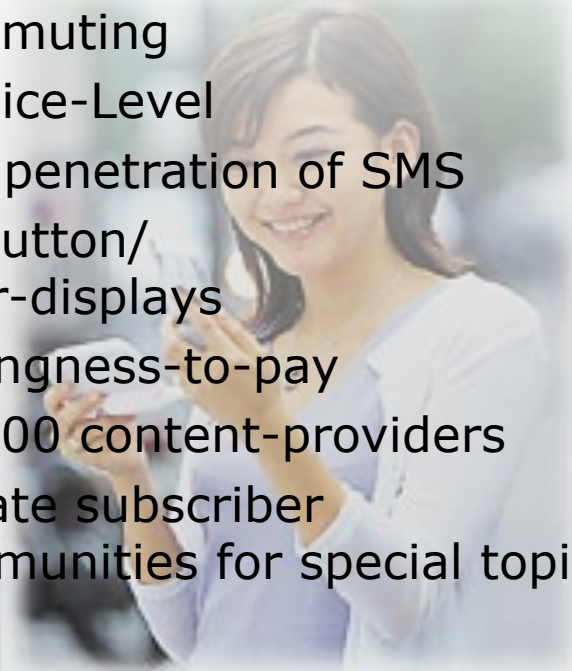 muting
ice-Level
penetration of SMS
utton/
r-displays
ngness-to-pay
00 content-providers
ate subscriber
munities for special topi